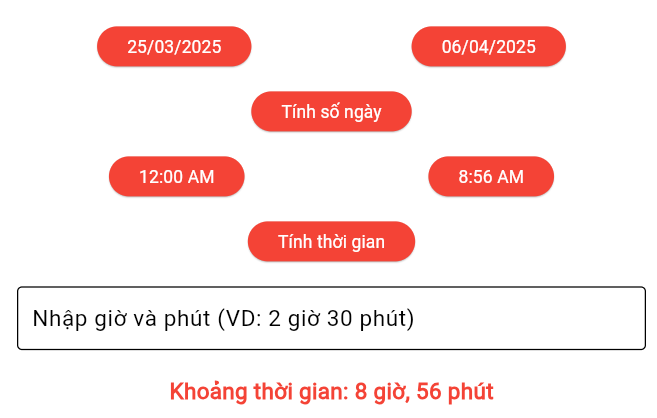 25/03/2025 06/04/2025
Tính số ngày
12:00 AM 8:56 AM
Tính thời gian
Nhập giờ và phút (VD: 2 giờ 30 phút)
Khoảng thời gian: 8 giờ, 56 phút